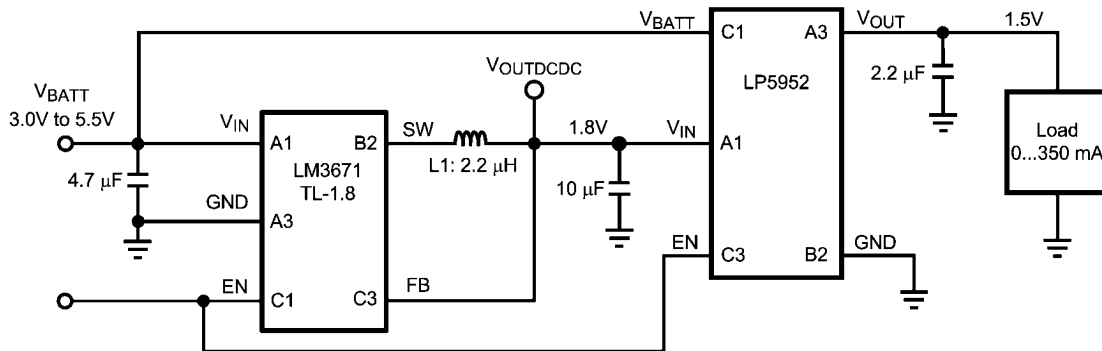 VBATT
C1
A3
VOUT
1.5V
VOUTDCDC
LP5952
2.2 μF
VBATT
3.0V to 5.5V
VIN
A1
B2
SW
1.8V
VIN
A1
Load
0...350 mA
LM3671
TL-1.8
L1: 2.2 μH
4.7 μF
10 μF
GND
A3
EN
C3
B2
GND
EN
C1
C3
FB